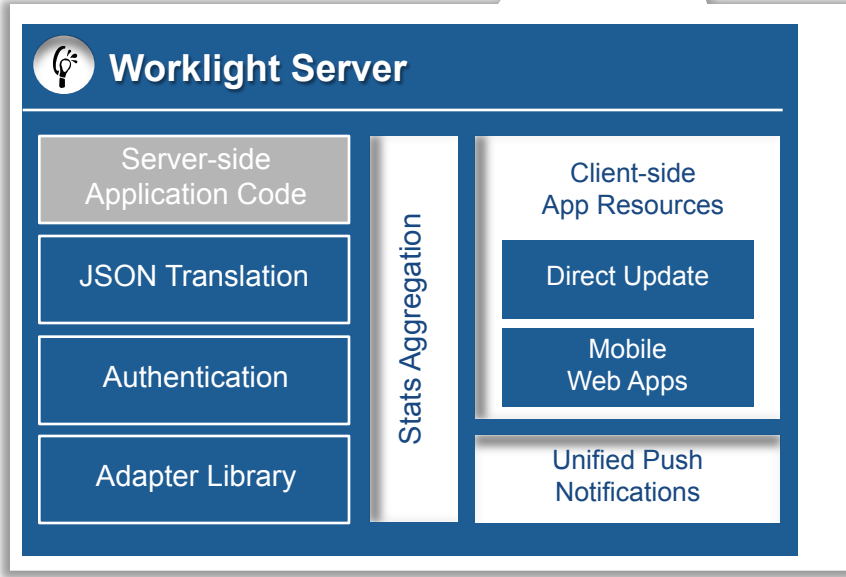 Worklight Server
Server-side
Application Code
JSON Translation
Authentication
Adapter Library
Stats Aggregation
Client-side
App Resources
Direct Update
Mobile
Web Apps
Unified Push
Notifications